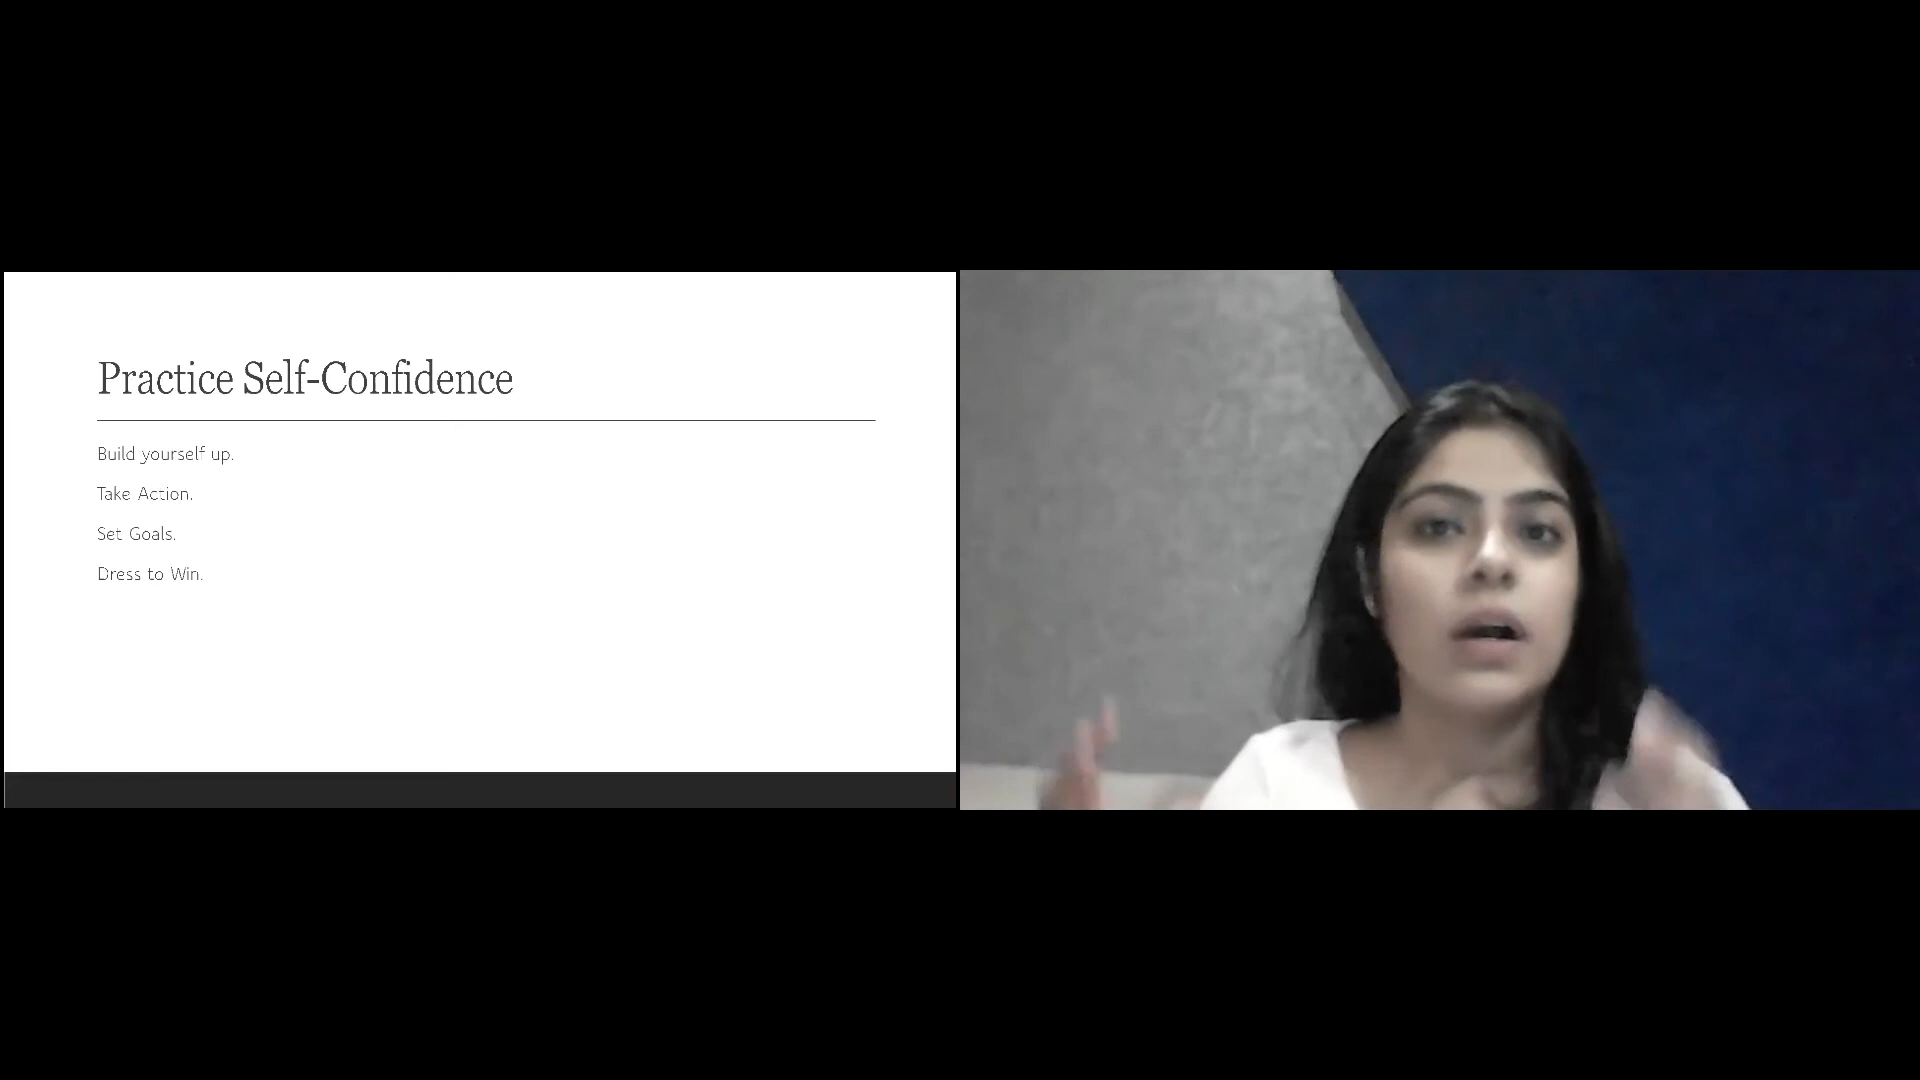 Practice Self-Confidence
Build yourself up.
Take Action.
Set Goals.
Dress to Win.